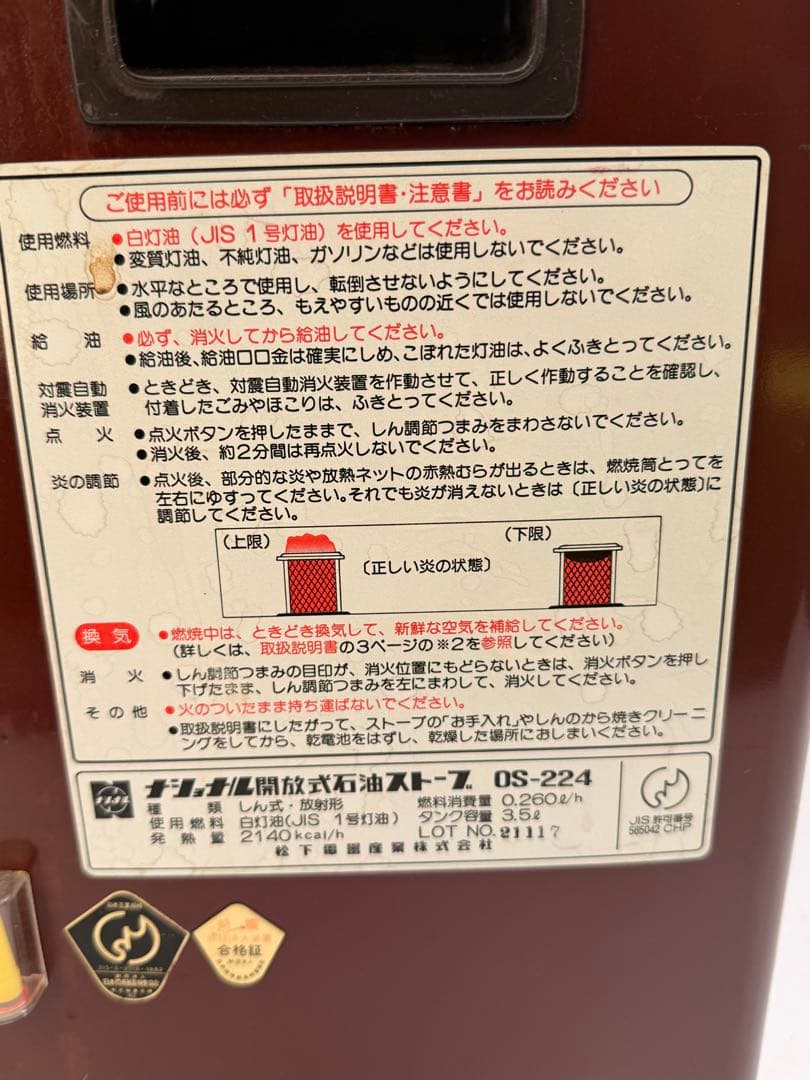 ご使用前には必ず「取扱説明書・注意書」をお読みください
使用燃料 ●白灯油(JIS 1号灯油)を使用してください。
●変質灯油、不純灯油、ガソリンなどは使用しないでください。
使用場所 ●水平なところで使用し、転倒させないようにしてください。
●風のあたるところ、もえやすいものの近くでは使用しないでください。
給油 ●必ず、消火してから給油してください。
●給油後、給油口口金は確実にしめ、こぼれた灯油は、よくふきとってください。
対震自動 ●ときどき、対震自動消火装置を作動させて、正しく作動することを確認し、
消火装置 付着したごみやほこりは、ふきとってください。
点火 ●点火ボタンを押したままで、しん調節つまみをまわさないでください。
●消火後、約2分間は再点火しないでください。
炎の調節 ●点火後、部分的な炎や放熱ネットの赤熱むらが出るときは、燃焼筒とってを
左右にゆすってください。それでも炎が消えないときは〔正しい炎の状態〕に
調節してください。
(上限) 〔正しい炎の状態〕 (下限)
換気 ●燃焼中は、ときどき換気して、新鮮な空気を補給してください。
(詳しくは、取扱説明書の3ページの※2を参照してください)
消火 ●しん調節つまみの目印が、消火位置にもどらないときは、消火ボタンを押し
下げたまま、しん調節つまみを左にまわして、消火してください。
その他 ●火のついたまま持ち運ばないでください。
●取扱説明書にしたがって、ストーブの「お手入れ」やしんのから焼きクリーニ
ングをしてから、乾電池をはずし、乾燥した場所におしまいください。
ナショナル開放式石油ストーブ OS-224
種類 しん式・放射形 燃料消費量 0.260ℓ/h
使用燃料 白灯油(JIS 1号灯油) タンク容量 3.5ℓ
発熱量 2140kcal/h LOT NO.21117
松下電器産業株式会社
JIS 許可番号
585042 CHP
合格証